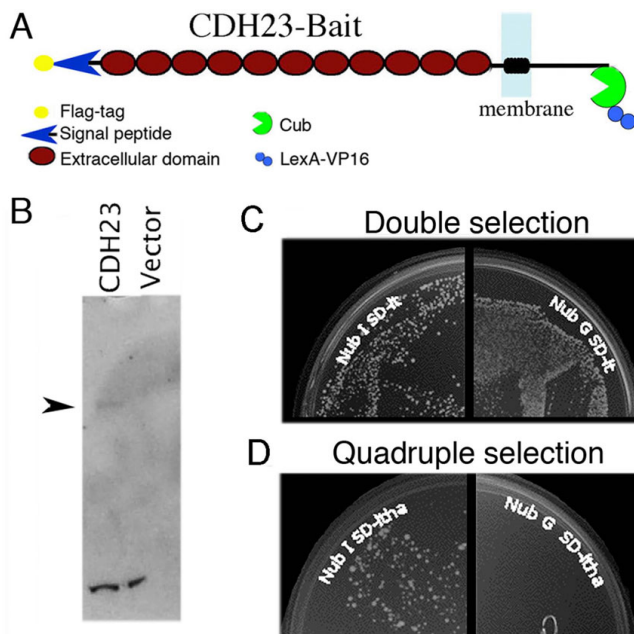 A
CDH23-Bait
membrane
Flag-tag
Signal peptide
Extracellular domain
Cub
LexA-VP16
B
CDH23
Vector
C
Double selection
Nub I SD-lt
Nub G SD-lt
D
Quadruple selection
Nub I SD-ltha
Nub G SD-ltha